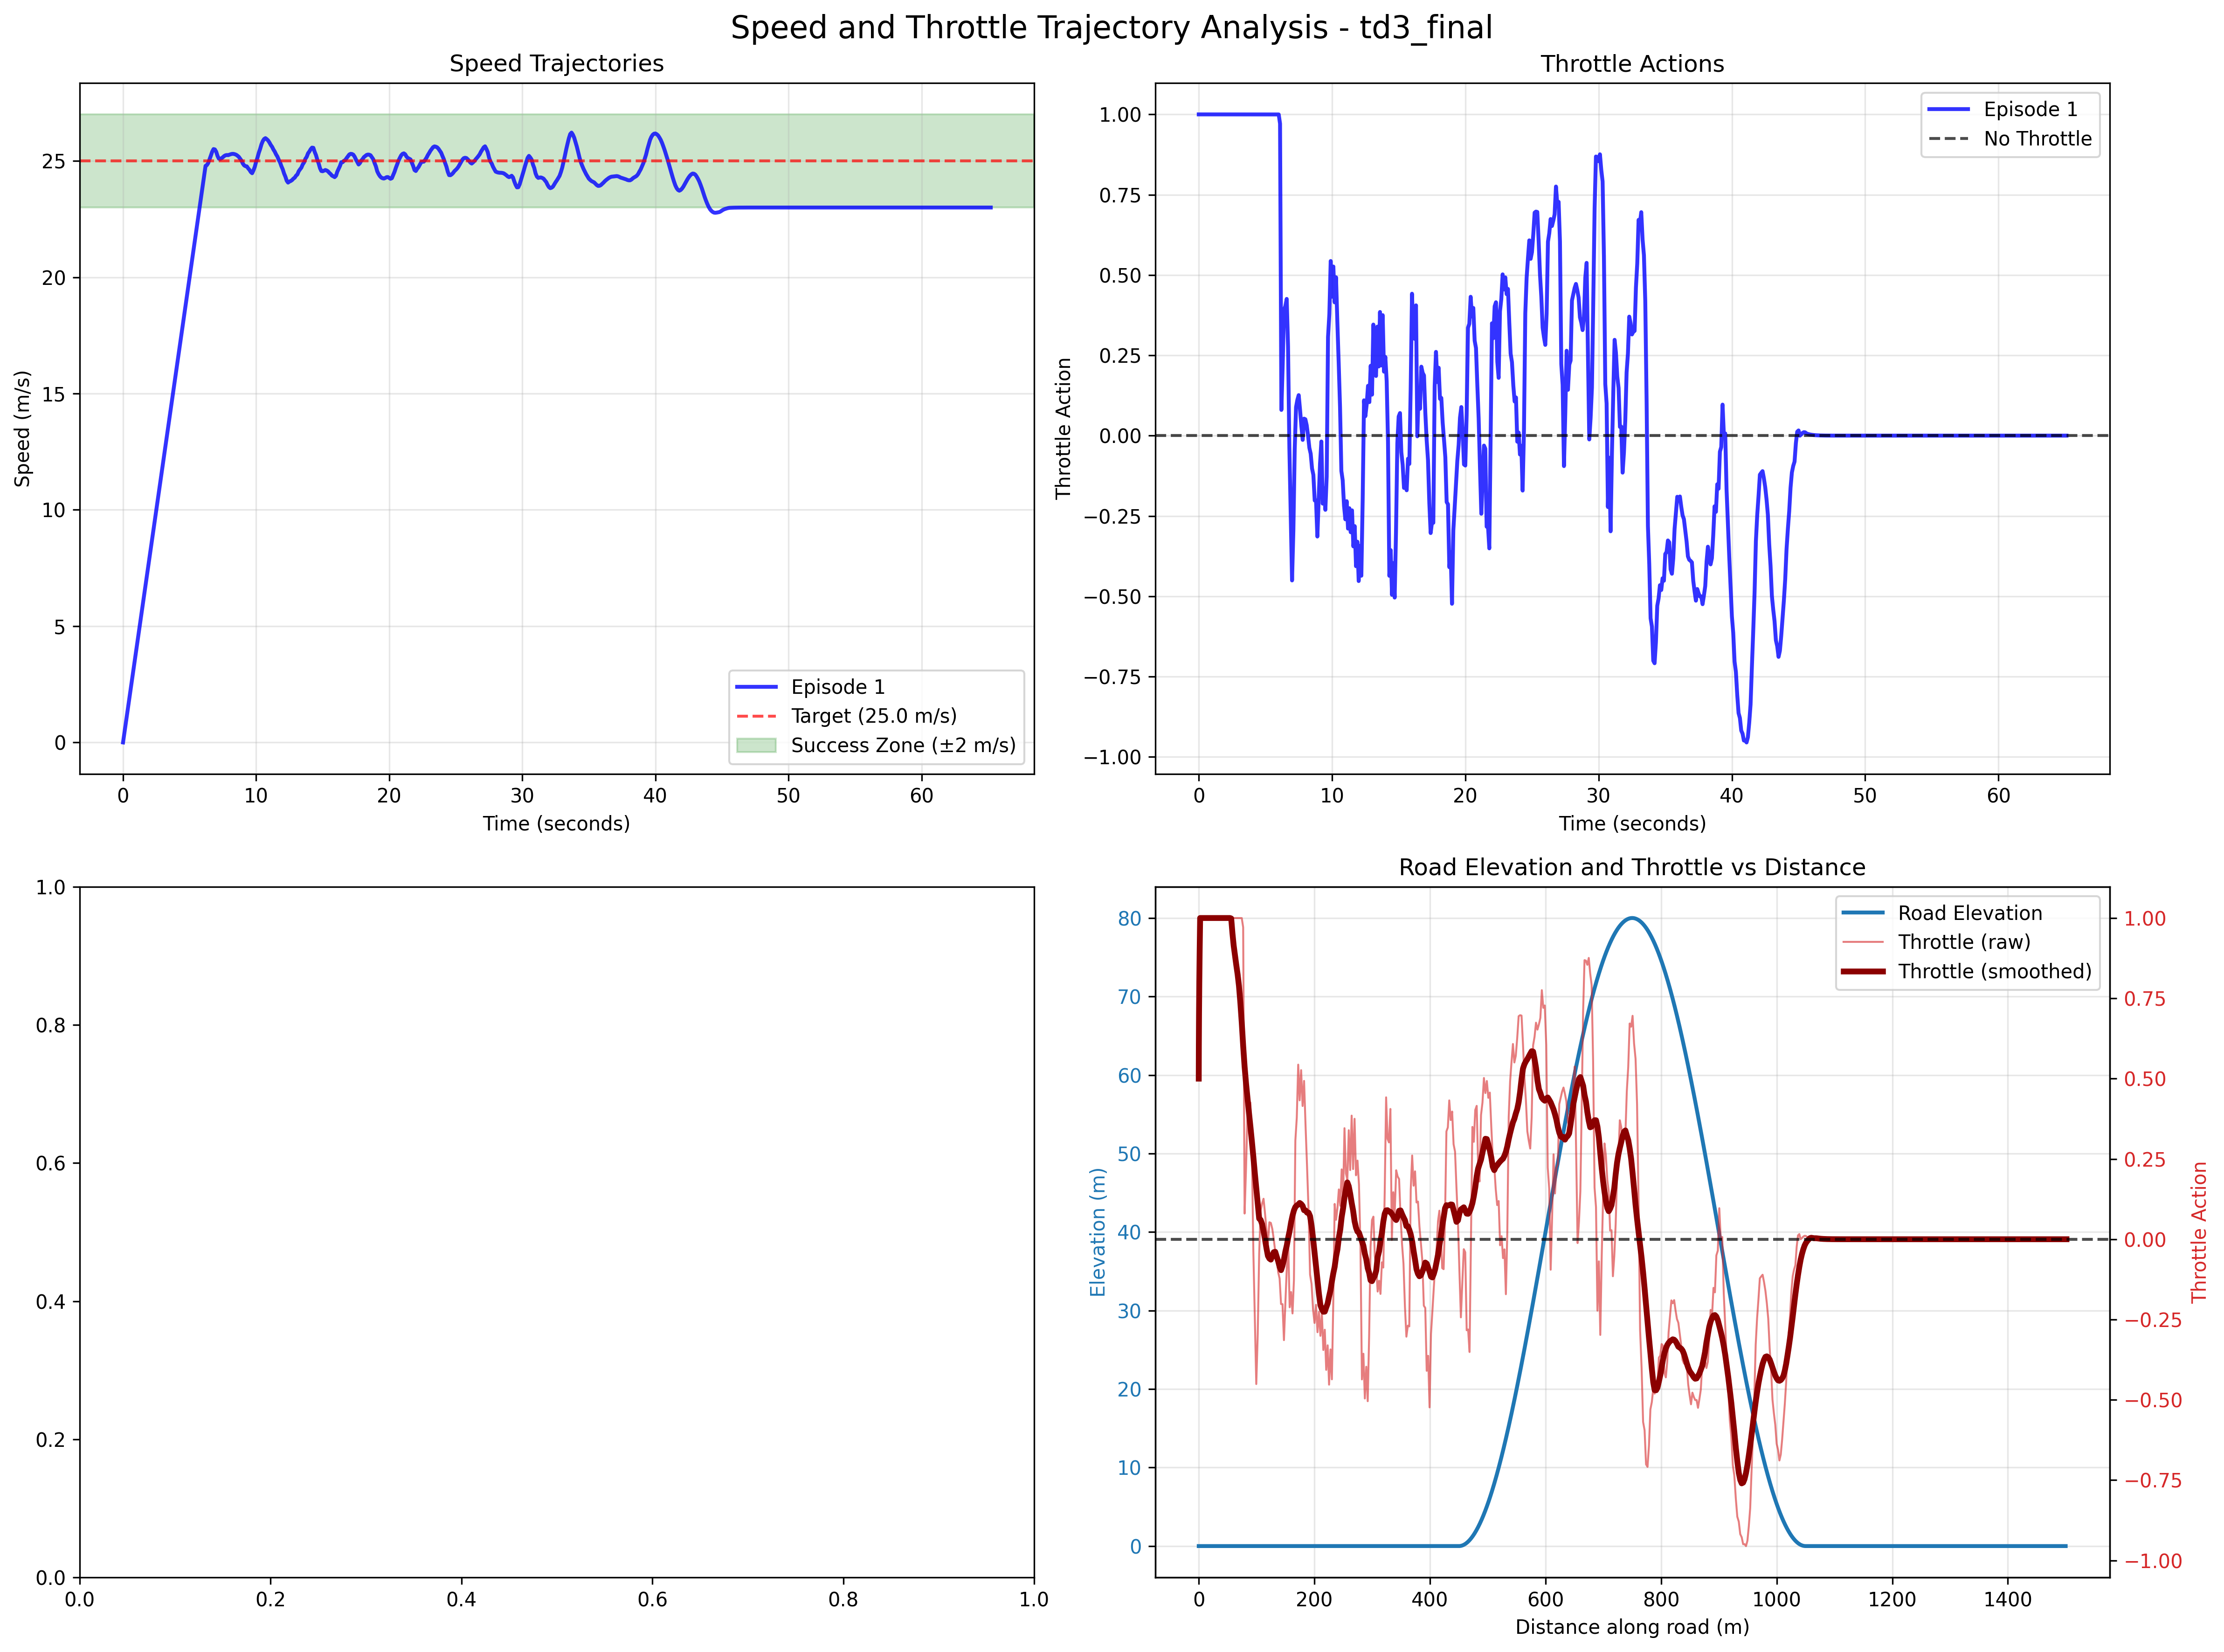 Speed and Throttle Trajectory Analysis - td3_final
Speed Trajectories
25
20
15
10
5
0
Speed (m/s)
Episode 1
Target (25.0 m/s)
Success Zone (±2 m/s)
0 10 20 30 40 50 60
Time (seconds)
Throttle Actions
1.00
0.75
0.50
0.25
0.00
−0.25
−0.50
−0.75
−1.00
Throttle Action
Episode 1
No Throttle
0 10 20 30 40 50 60
Time (seconds)
1.0
0.8
0.6
0.4
0.2
0.0
0.0 0.2 0.4 0.6 0.8 1.0
Road Elevation and Throttle vs Distance
80
70
60
50
40
30
20
10
0
Elevation (m)
Road Elevation
Throttle (raw)
Throttle (smoothed)
1.00
0.75
0.50
0.25
0.00
−0.25
−0.50
−0.75
−1.00
Throttle Action
0 200 400 600 800 1000 1200 1400
Distance along road (m)